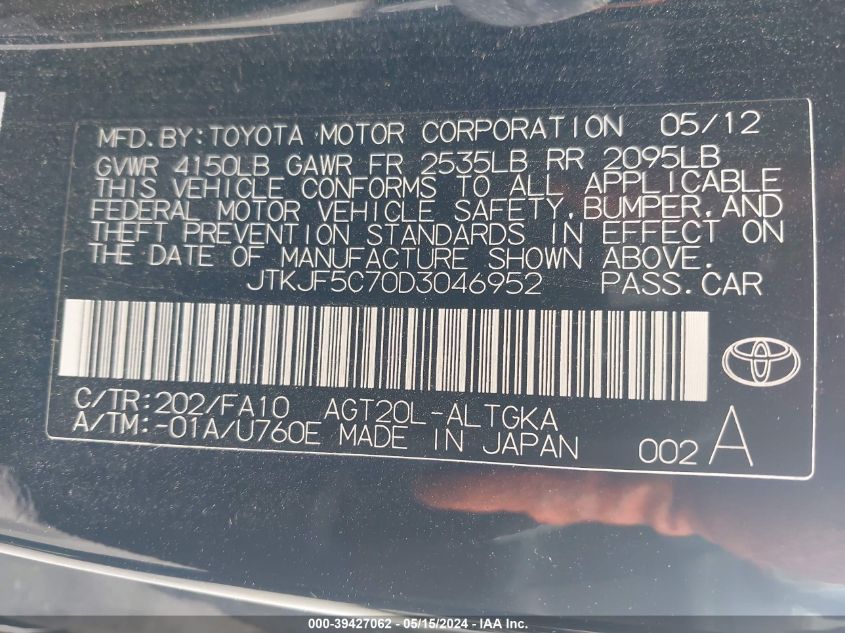 MFD.BY:TOYOTA MOTOR CORPORATION 05/12
GVWR 4150LB GAWR FR 2535LB RR 2095LB
THIS VEHICLE CONFORMS TO ALL APPLICABLE
FEDERAL MOTOR VEHICLE SAFETY,BUMPER,AND
THEFT PREVENTION STANDARDS IN EFFECT ON
THE DATE OF MANUFACTURE SHOWN ABOVE.
JTKJF5C70D3046952 PASS.CAR
C/TR:202/FA10 AGT20L-ALTGKA
A/TM:-01A/U760E MADE IN JAPAN 002 A
000-39427062 - 05/15/2024 - IAA Inc.